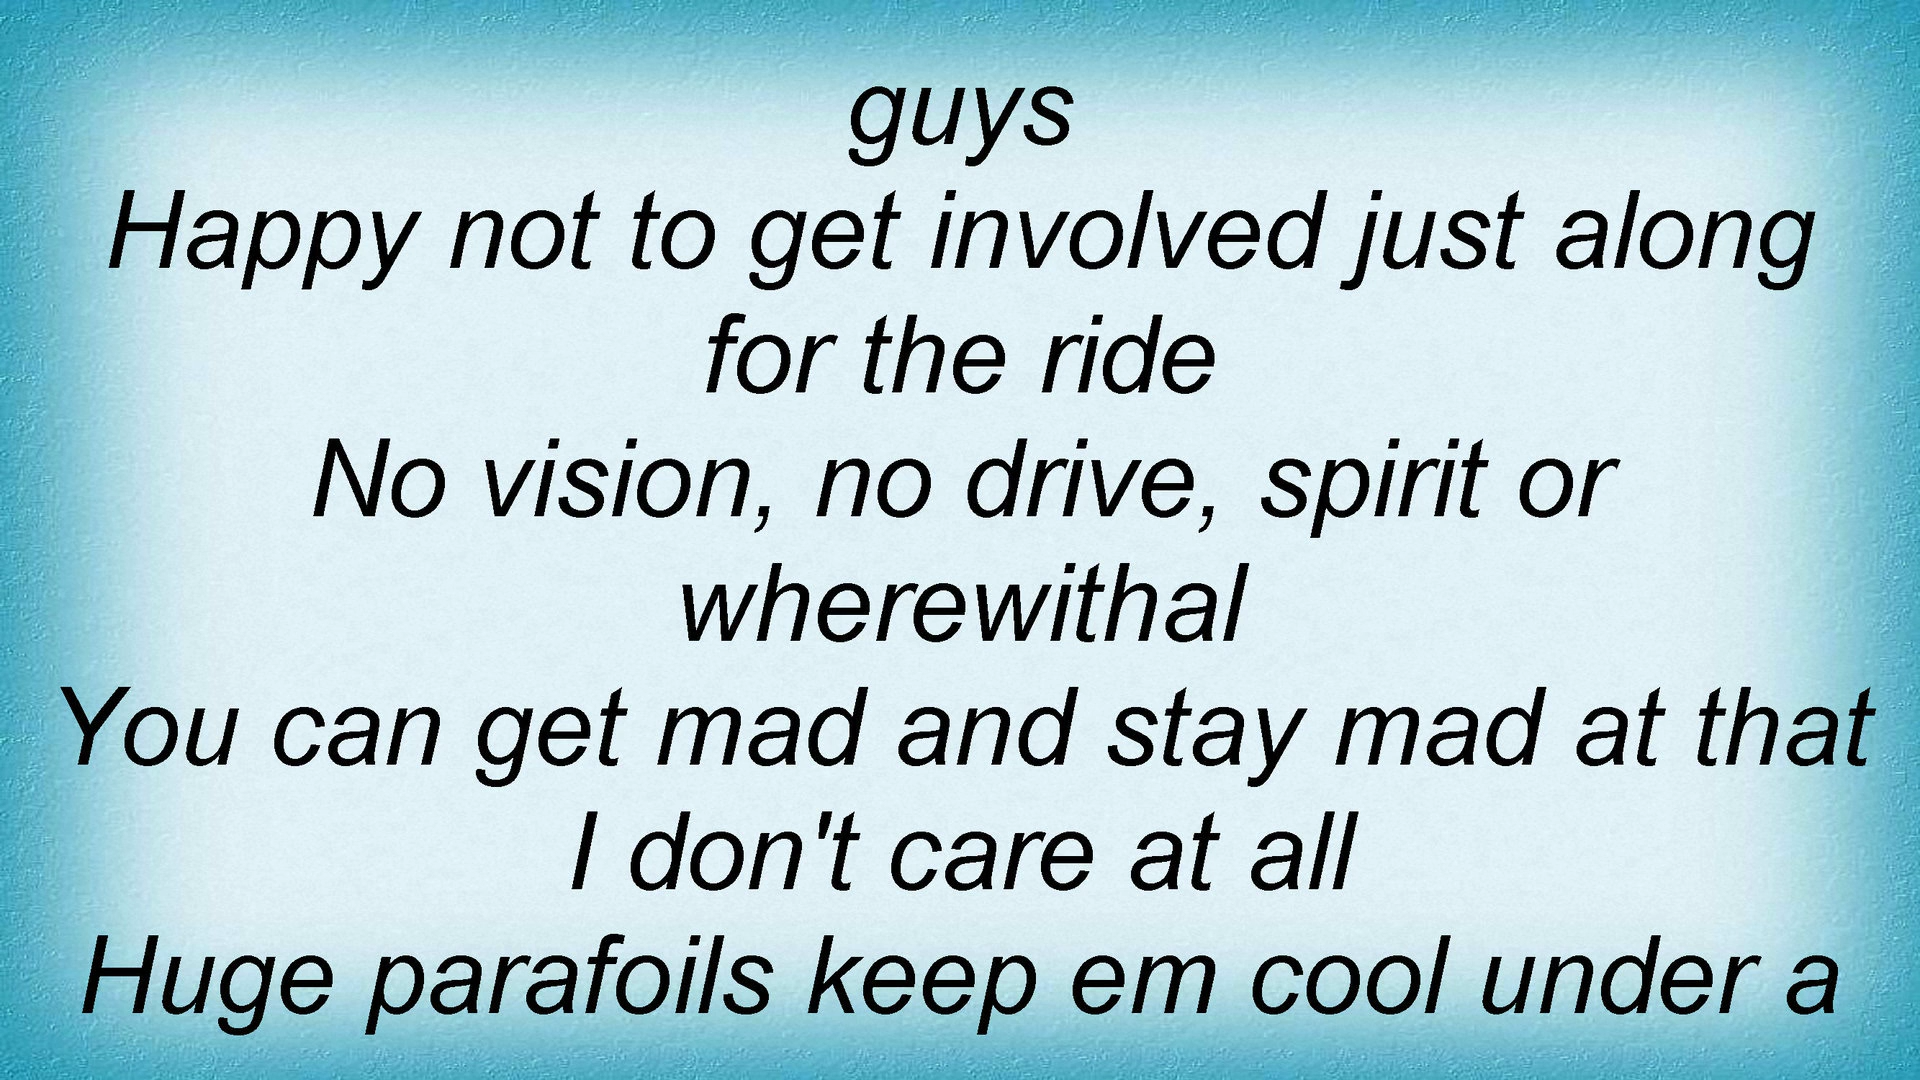 guys
Happy not to get involved just along
for the ride
No vision, no drive, spirit or
wherewithal
You can get mad and stay mad at that
I don't care at all
Huge parafoils keep em cool under a